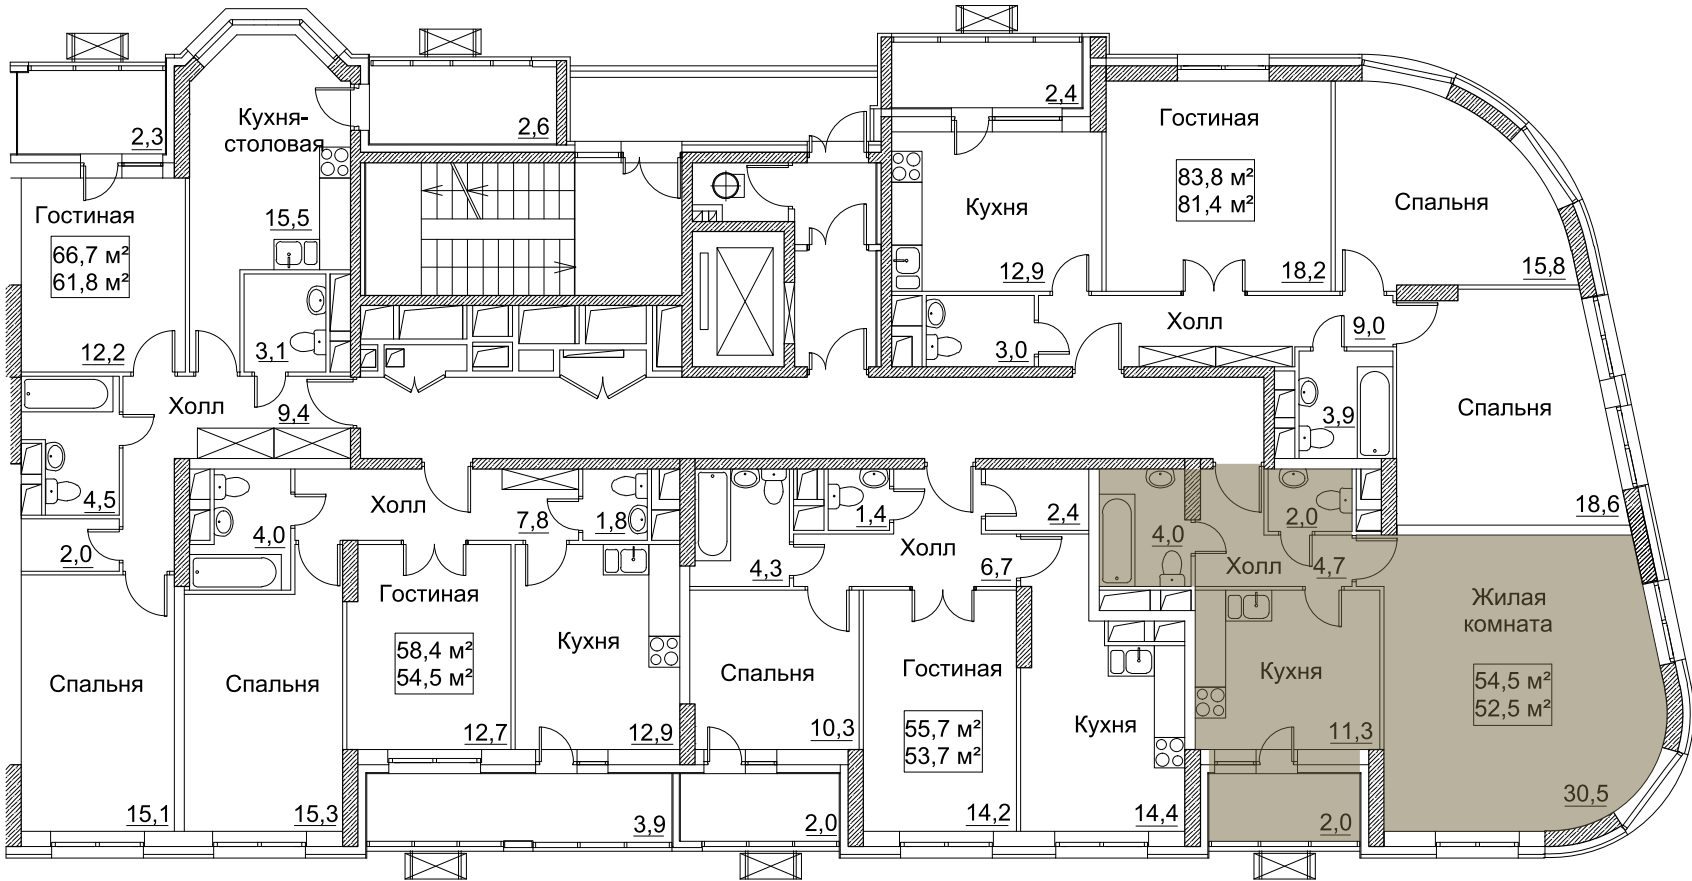 2,3
Кухня-
столовая
2,6
2,4
Гостиная
83,8 м²
81,4 м²
18,2
Спальня
15,8
Гостиная
66,7 м²
61,8 м²
12,2
15,5
Кухня
12,9
3,1
3,0
Холл
9,0
Холл
9,4
3,9
Спальня
18,6
4,5
2,0
4,0
Холл
7,8
1,8
1,4
2,4
4,3
Холл
6,7
4,0
2,0
Холл
4,7
Спальня
15,1
Спальня
15,3
Гостиная
58,4 м²
54,5 м²
12,7
Кухня
12,9
Спальня
10,3
Гостиная
55,7 м²
53,7 м²
14,2
Кухня
14,4
Кухня
11,3
Жилая
комната
54,5 м²
52,5 м²
30,5
3,9
2,0
2,0